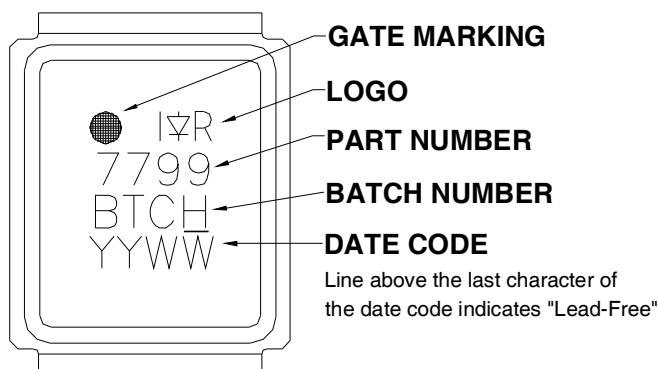 GATE MARKING
LOGO
I R
PART NUMBER
7799
BATCH NUMBER
BTCH
DATE CODE
YYWW
Line above the last character of
the date code indicates "Lead-Free"